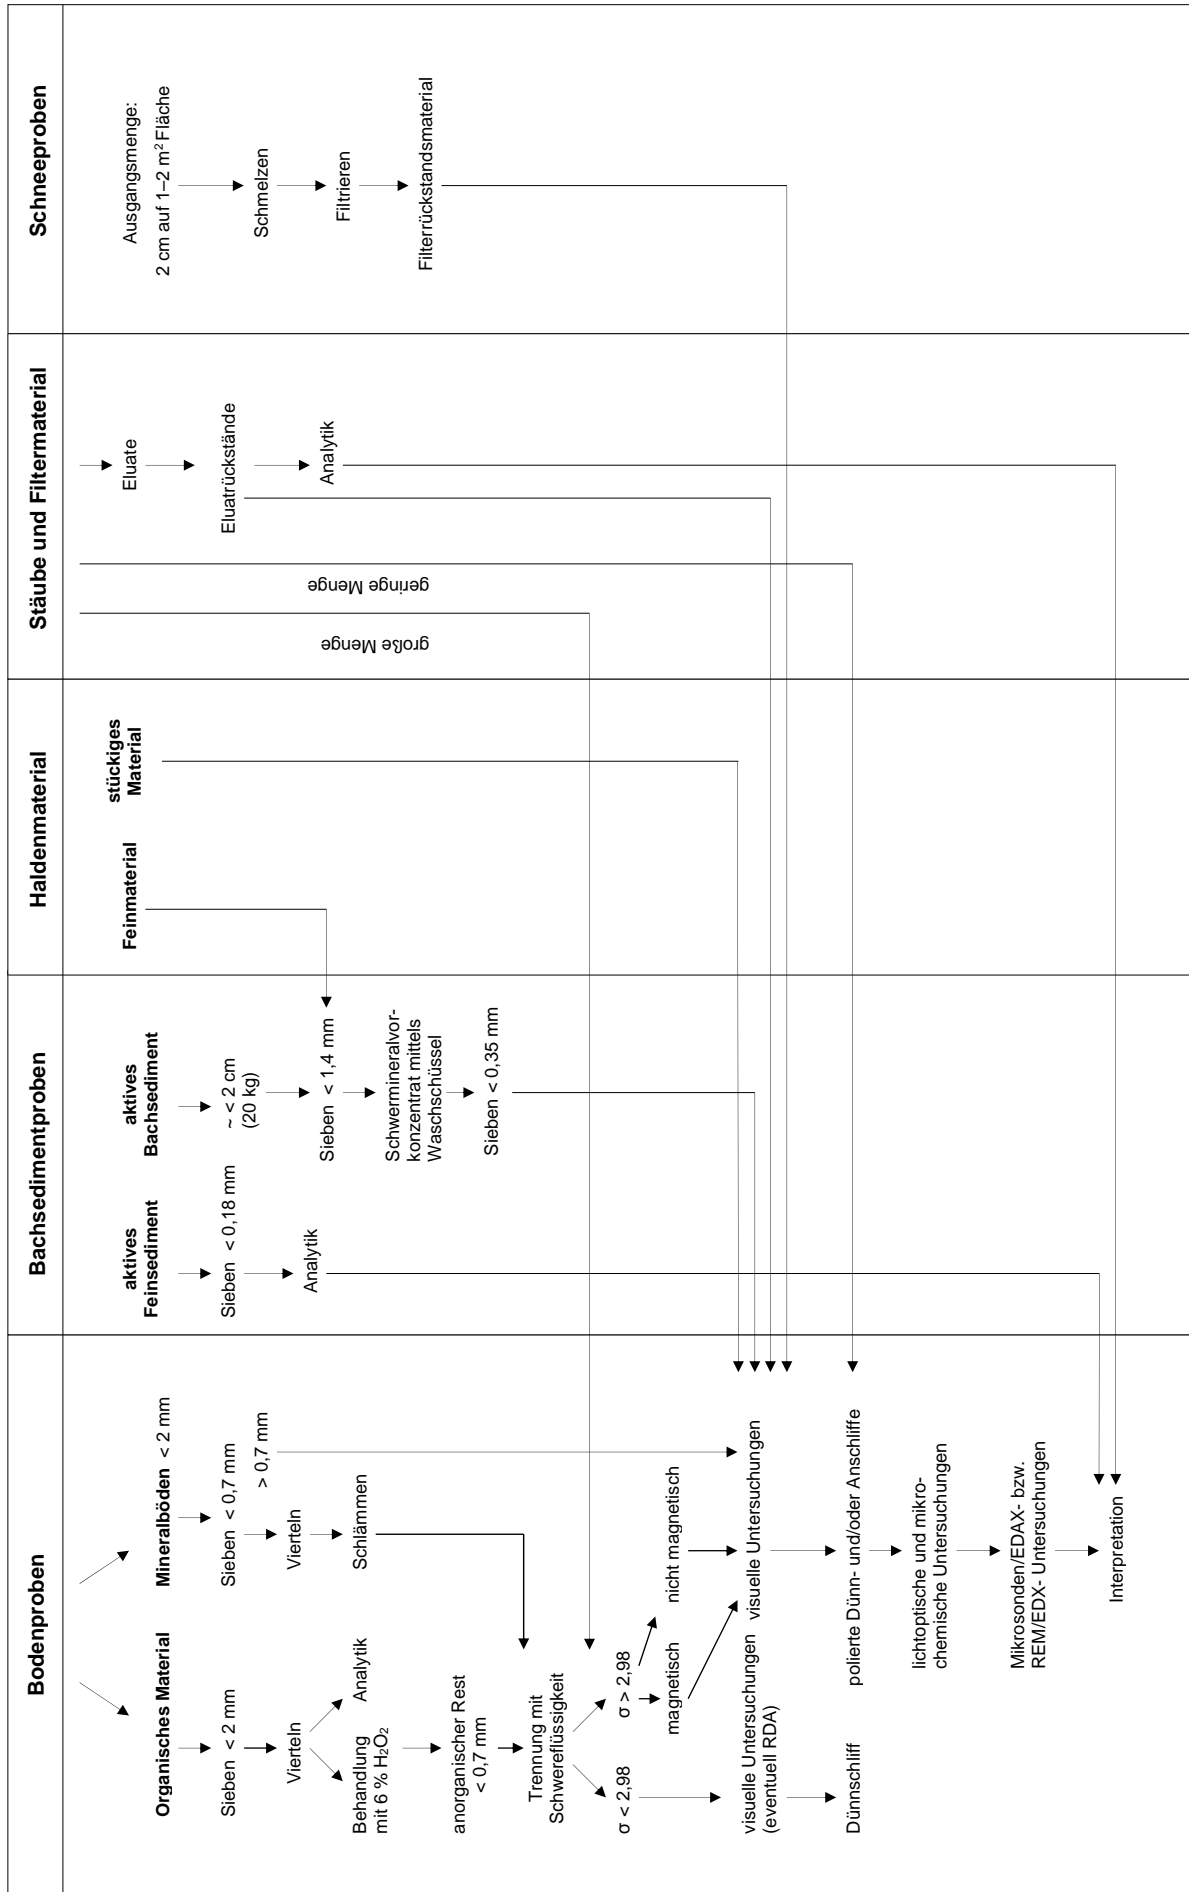 Bodenproben
Organisches Material
Sieben < 2 mm
Vierteln
Behandlung
mit 6 % H₂O₂
Analytik
anorganischer Rest
< 0,7 mm
Trennung mit
Schwereflüssigkeit
σ < 2,98
σ > 2,98
magnetisch
nicht magnetisch
visuelle Untersuchungen
(eventuell RDA)
Dünnschliff
Mineralböden < 2 mm
Sieben < 0,7 mm
> 0,7 mm
Vierteln
Schlämmen
visuelle Untersuchungen
polierte Dünn- und/oder Anschliffe
lichtoptische und mikro-
chemische Untersuchungen
Mikrosonden/EDAX- bzw.
REM/EDX- Untersuchungen
Interpretation
Bachsedimentproben
aktives
Feinsediment
Sieben < 0,18 mm
Analytik
aktives
Bachsediment
~ < 2 cm
(20 kg)
Sieben < 1,4 mm
Schwermineralvor-
konzentrat mittels
Waschschüssel
Sieben < 0,35 mm
Haldenmaterial
Feinmaterial
stückiges
Material
Stäube und Filtermaterial
große Menge
geringe Menge
Eluate
Eluatrückstände
Analytik
Schneeproben
Ausgangsmenge:
2 cm auf 1–2 m² Fläche
Schmelzen
Filtrieren
Filterrückstandsmaterial